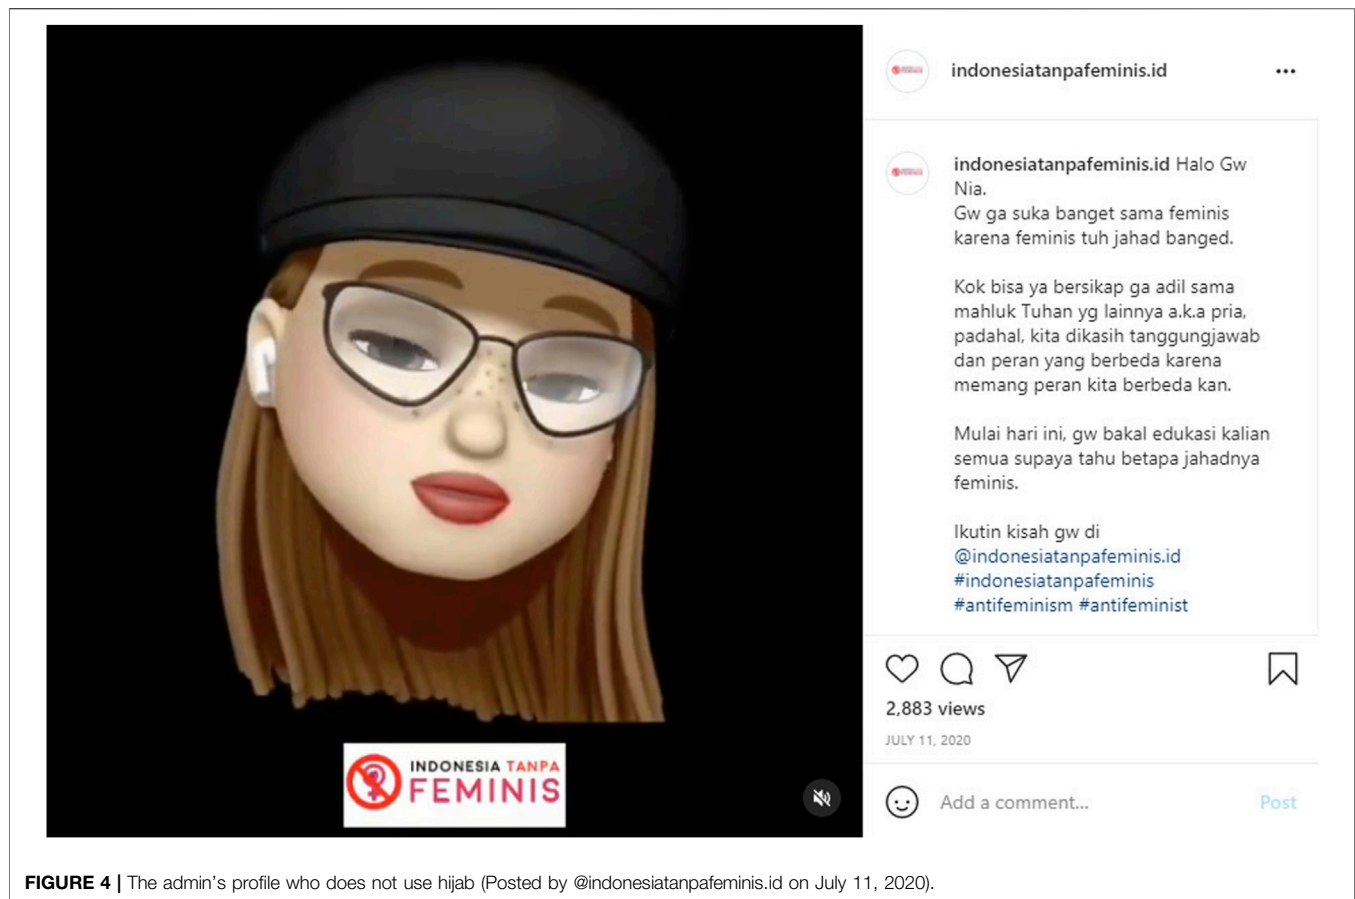 indonesiatanpafeminis.id
indonesiatanpafeminis.id Halo Gw
Nia.
Gw ga suka banget sama feminis
karena feminis tuh jahad banged.
Kok bisa ya bersikap ga adil sama
mahluk Tuhan yg lainnya a.k.a pria,
padahal, kita dikasih tanggungjawab
dan peran yang berbeda karena
memang peran kita berbeda kan.
Mulai hari ini, gw bakal edukasi kalian
semua supaya tahu betapa jahadnya
feminis.
Ikutin kisah gw di
@indonesiatanpafeminis.id
#indonesiatanpafeminis
#antifeminism #antifeminist
2,883 views
JULY 11, 2020
Add a comment... Post
INDONESIA TANPA
FEMINIS
FIGURE 4 | The admin's profile who does not use hijab (Posted by @indonesiatanpafeminis.id on July 11, 2020).